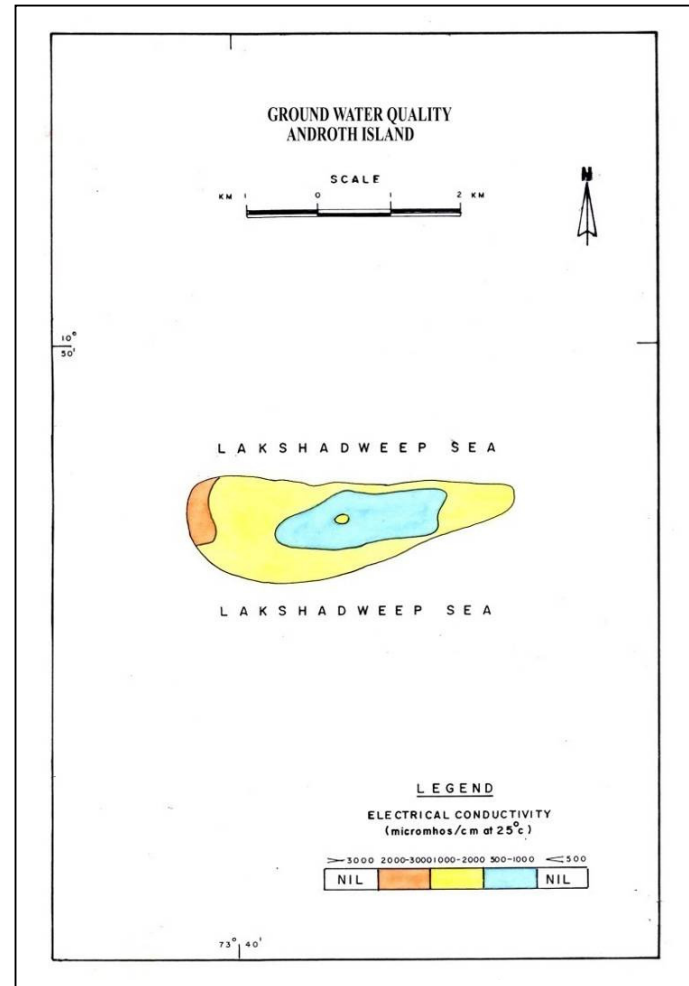 GROUND WATER QUALITY
ANDROTH ISLAND
SCALE
KM 1 0 1 2 KM
N
10°
50'
LAKSHADWEEP SEA
LAKSHADWEEP SEA
LEGEND
ELECTRICAL CONDUCTIVITY
(micromhos/cm at 25°c)
>3000 2000-3000 1000-2000 500-1000 <500
NIL NIL
73° 40'